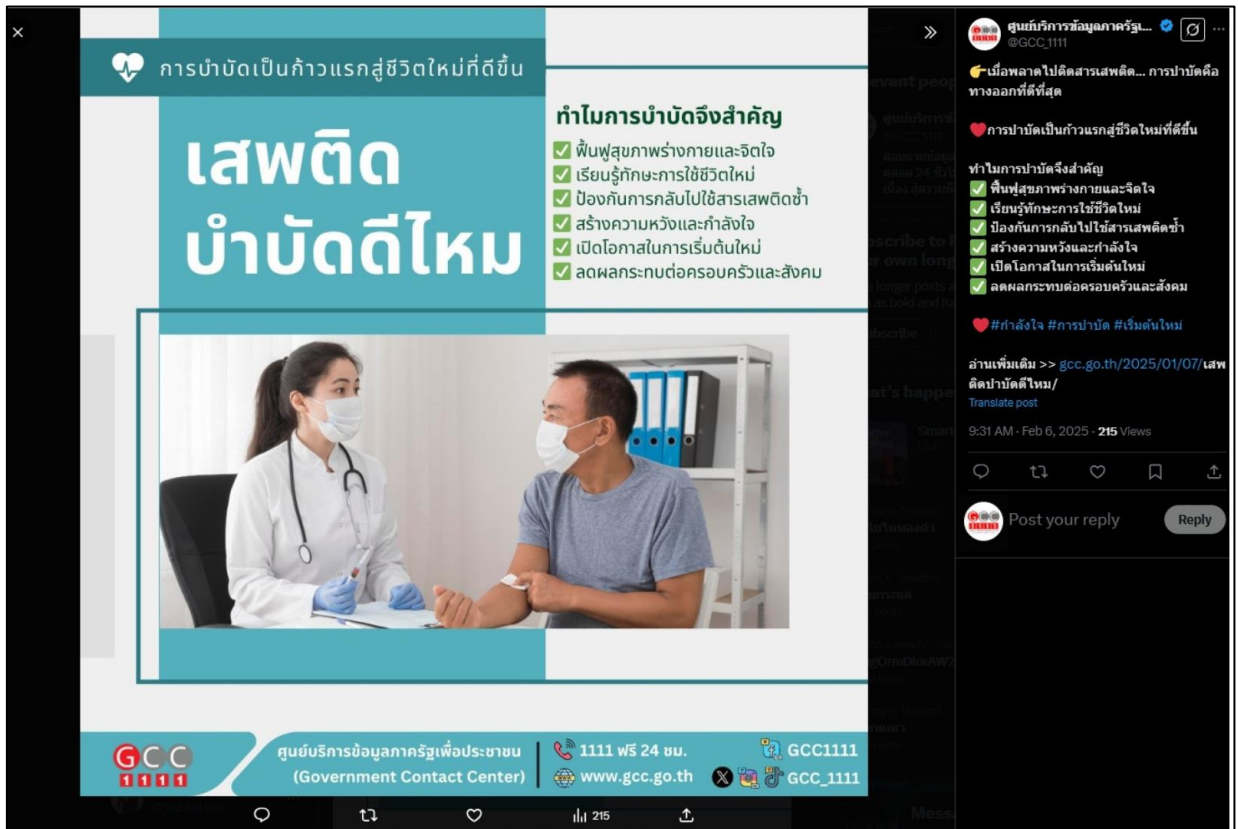 การบำบัดเป็นก้าวแรกสู่ชีวิตใหม่ที่ดีขึ้น
เสพติด
บำบัดดีไหม
ทำไมการบำบัดจึงสำคัญ
✅ ฟื้นฟูสุขภาพร่างกายและจิตใจ
✅ เรียนรู้ทักษะการใช้ชีวิตใหม่
✅ ป้องกันการกลับไปใช้สารเสพติดซ้ำ
✅ สร้างความหวังและกำลังใจ
✅ เปิดโอกาสในการเริ่มต้นใหม่
✅ ลดผลกระทบต่อครอบครัวและสังคม
GCC
1111
ศูนย์บริการข้อมูลภาครัฐเพื่อประชาชน
(Government Contact Center)
1111 ฟรี 24 ชม.
www.gcc.go.th
GCC1111
GCC_1111
215
ศูนย์บริการข้อมูลภาครัฐเ...
@GCC_1111
👉เมื่อพลาดไปติดสารเสพติด... การบำบัดคือ
ทางออกที่ดีที่สุด
❤️การบำบัดเป็นก้าวแรกสู่ชีวิตใหม่ที่ดีขึ้น
ทำไมการบำบัดจึงสำคัญ
✅ ฟื้นฟูสุขภาพร่างกายและจิตใจ
✅ เรียนรู้ทักษะการใช้ชีวิตใหม่
✅ ป้องกันการกลับไปใช้สารเสพติดซ้ำ
✅ สร้างความหวังและกำลังใจ
✅ เปิดโอกาสในการเริ่มต้นใหม่
✅ ลดผลกระทบต่อครอบครัวและสังคม
❤️#กำลังใจ #การบำบัด #เริ่มต้นใหม่
อ่านเพิ่มเติม >> gcc.go.th/2025/01/07/เสพ
ติดบำบัดดีไหม/
Translate post
9:31 AM · Feb 6, 2025 · 215 Views
Post your reply
Reply